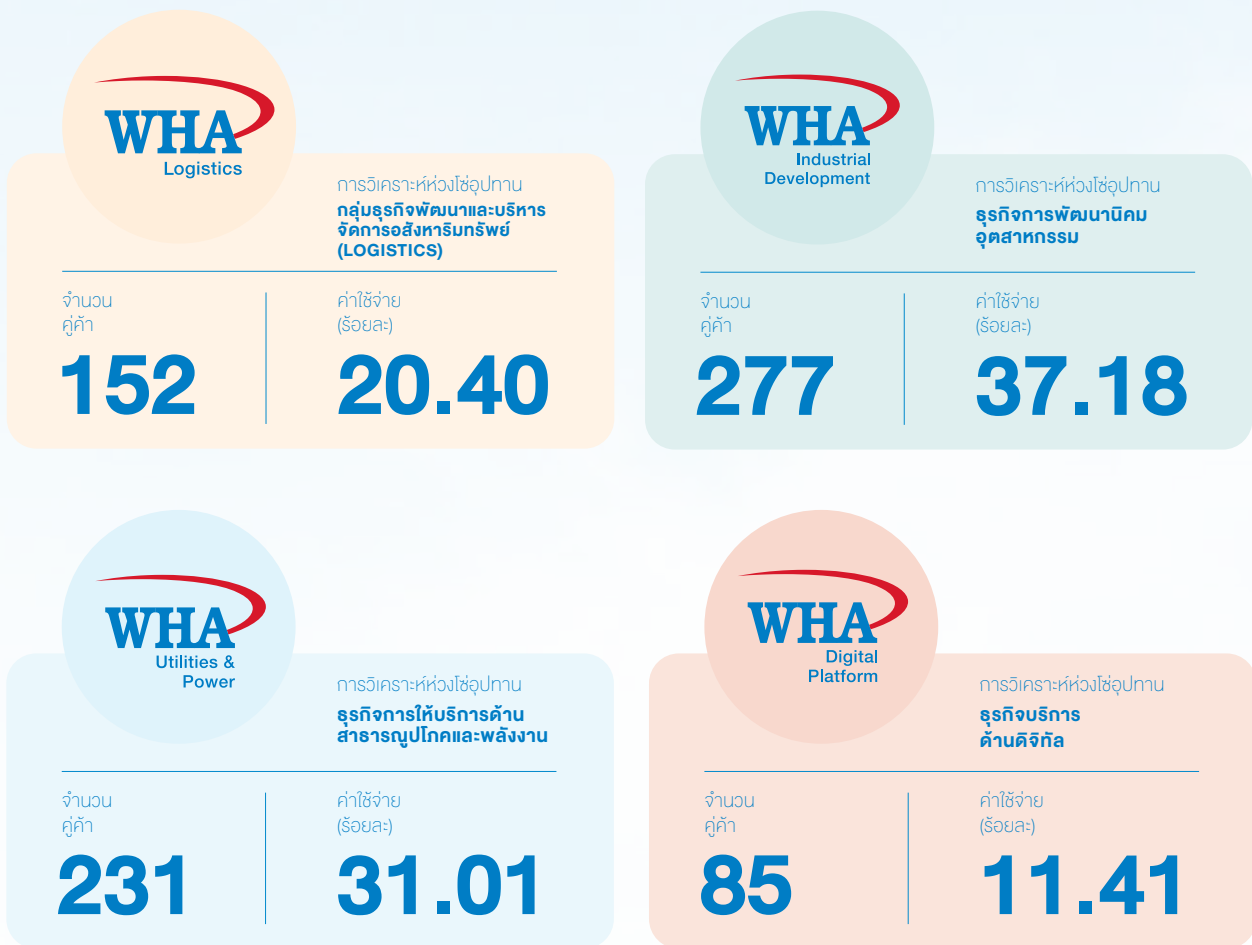 WHA
Logistics
การวิเคราะห์ห่วงโซ่อุปทาน
กลุ่มธุรกิจพัฒนาและบริหาร
จัดการอสังหาริมทรัพย์
(LOGISTICS)
จำนวน
คู่ค้า
152
ค่าใช้จ่าย
(ร้อยละ)
20.40
WHA
Industrial
Development
การวิเคราะห์ห่วงโซ่อุปทาน
ธุรกิจการพัฒนานิคม
อุตสาหกรรม
จำนวน
คู่ค้า
277
ค่าใช้จ่าย
(ร้อยละ)
37.18
WHA
Utilities &
Power
การวิเคราะห์ห่วงโซ่อุปทาน
ธุรกิจการให้บริการด้าน
สาธารณูปโภคและพลังงาน
จำนวน
คู่ค้า
231
ค่าใช้จ่าย
(ร้อยละ)
31.01
WHA
Digital
Platform
การวิเคราะห์ห่วงโซ่อุปทาน
ธุรกิจบริการ
ด้านดิจิทัล
จำนวน
คู่ค้า
85
ค่าใช้จ่าย
(ร้อยละ)
11.41